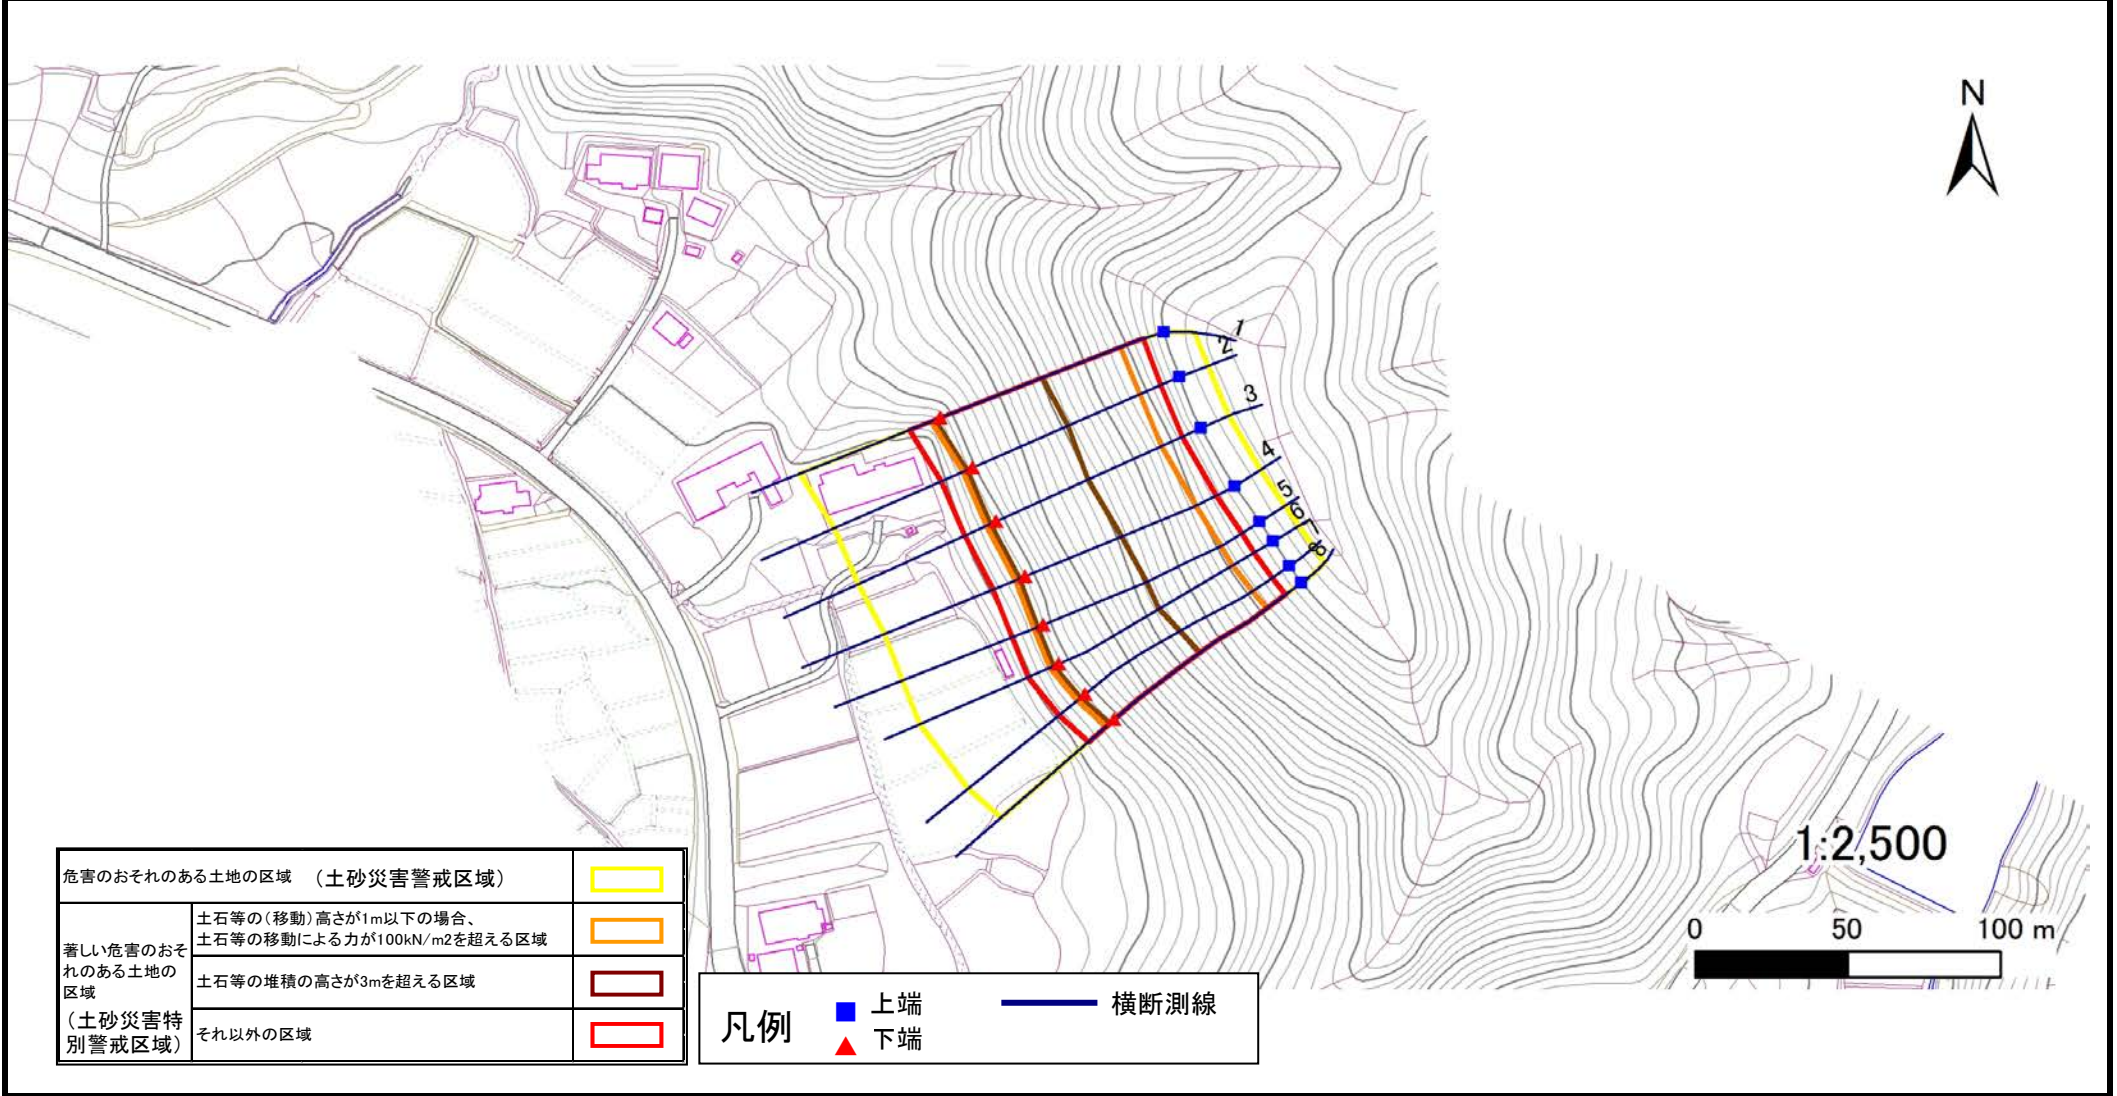 N
1
2
3
4
5
6
7
8
1:2,500
0 50 100 m
危害のおそれのある土地の区域 （土砂災害警戒区域）
著しい危害のおそ
れのある土地の
区域
（土砂災害特
別警戒区域）
土石等の（移動）高さが1m以下の場合、
土石等の移動による力が100kN/m2を超える区域
土石等の堆積の高さが3mを超える区域
それ以外の区域
凡例
上端
下端
横断測線